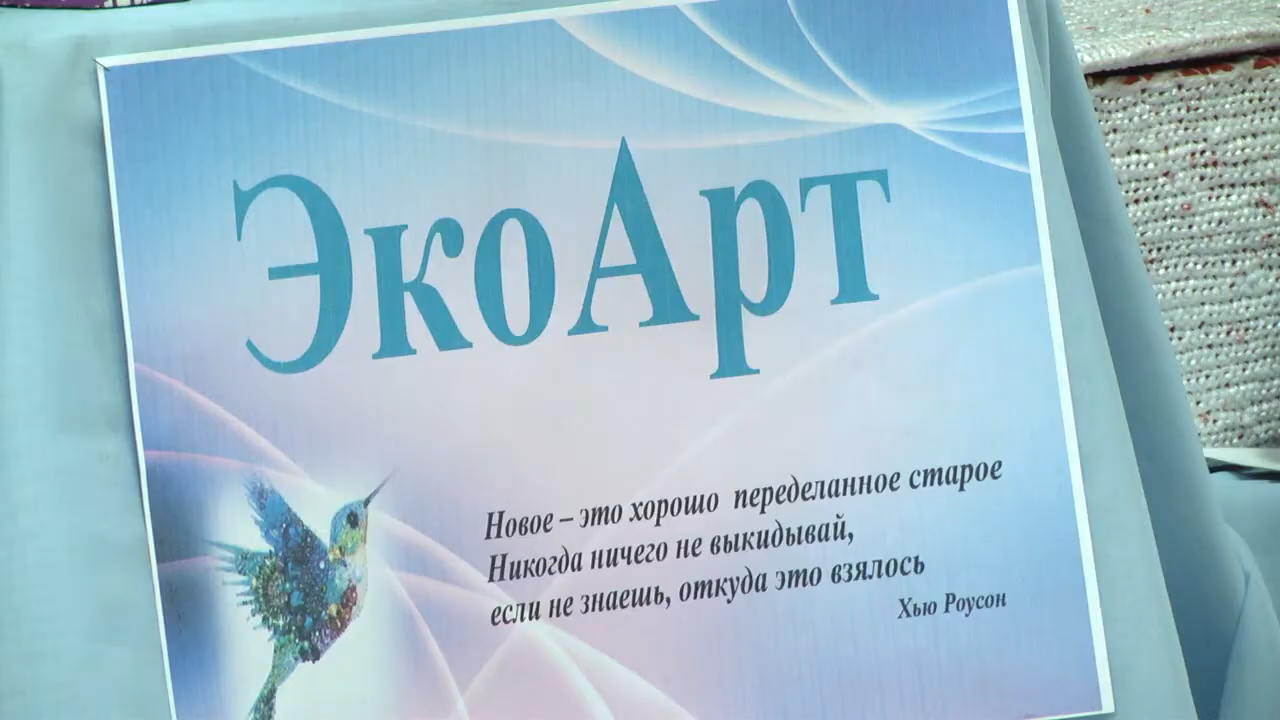 ЭкоАрт
Новое – это хорошо переделанное старое
Никогда ничего не выкидывай,
если не знаешь, откуда это взялось
Хью Роусон